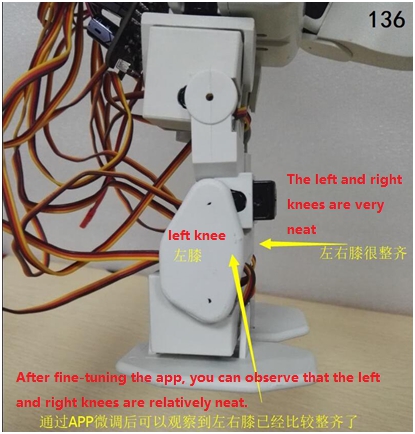 136
The left and right
knees are very
neat
left knee
左膝
左右膝很整齐
After fine-tuning the app, you can observe that the left
and right knees are relatively neat.
通过APP微调后可以观察到左右膝已经比较整齐了